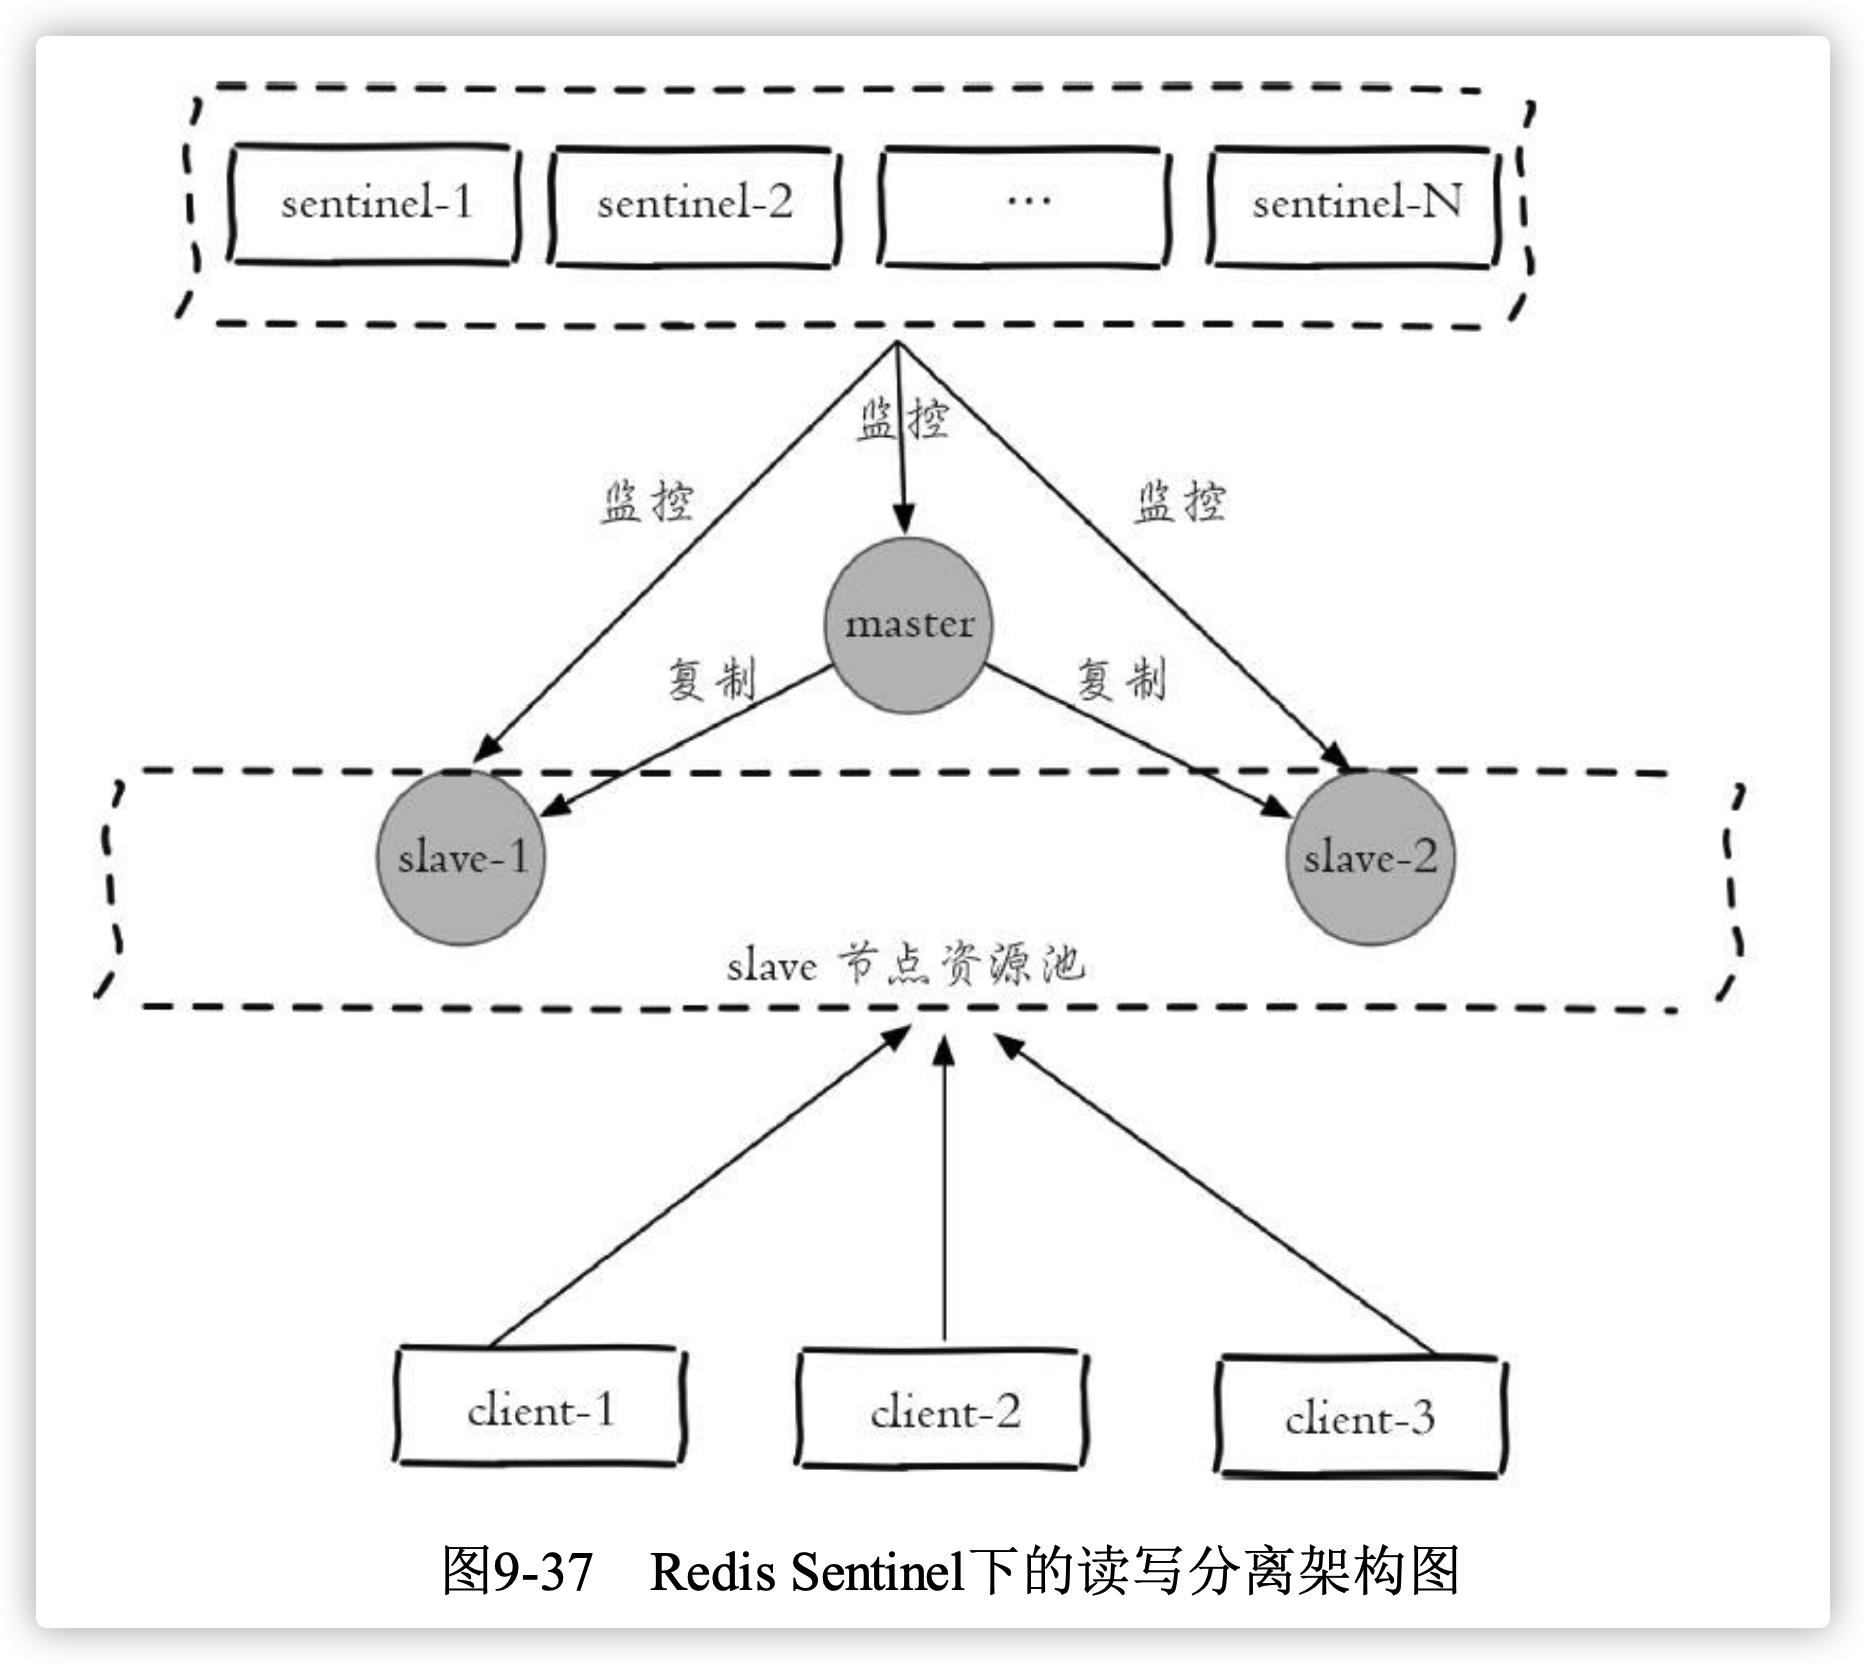 sentinel-1
sentinel-2
...
sentinel-N
监控
监控
监控
master
复制
复制
slave-1
slave-2
slave 节点资源池
client-1
client-2
client-3
图9-37 Redis Sentinel下的读写分离架构图